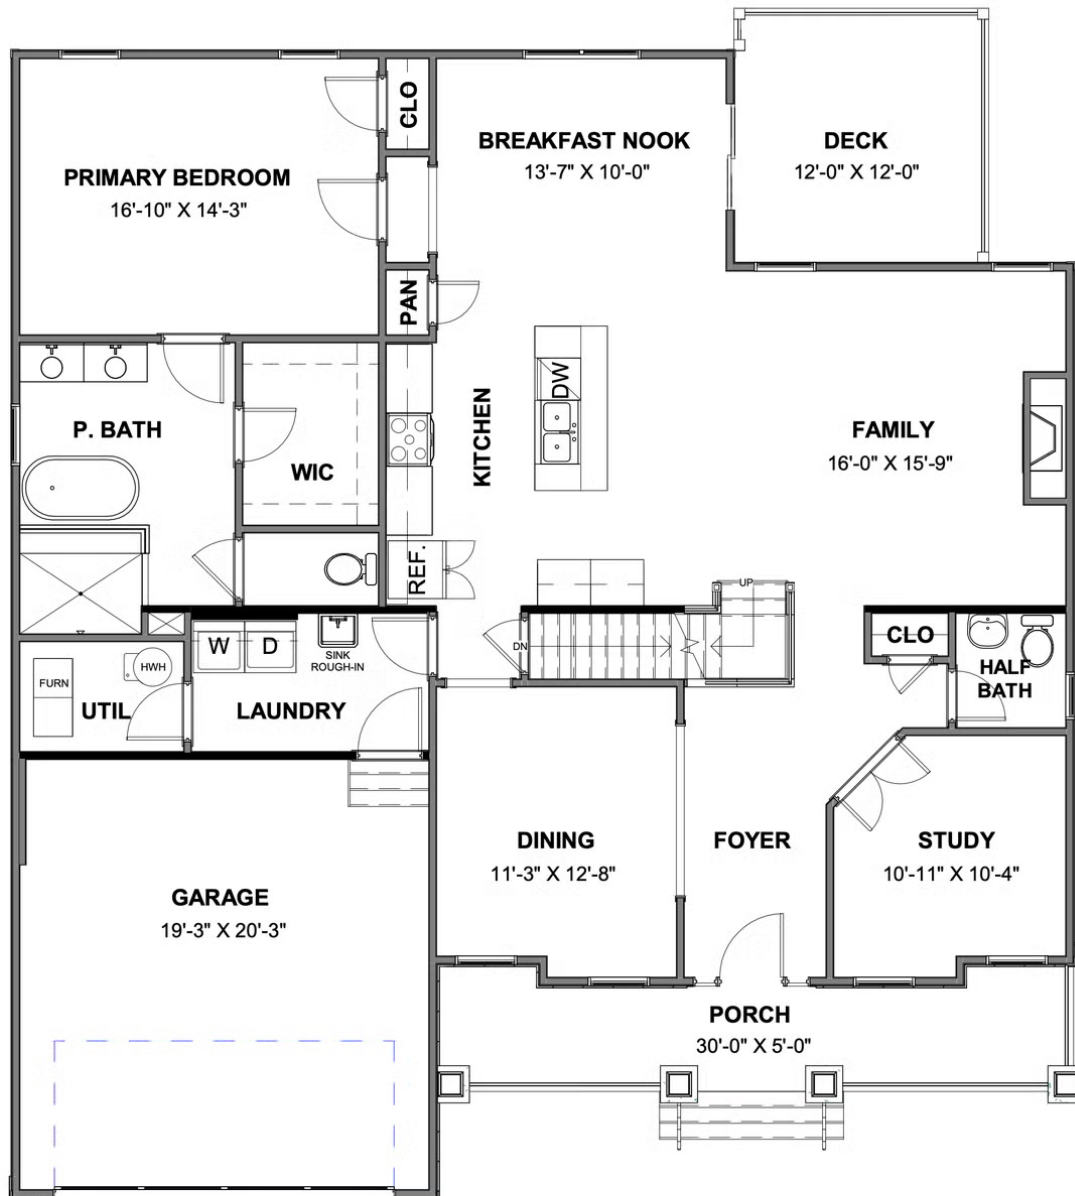 CLO
BREAKFAST NOOK
13'-7" X 10'-0"
DECK
12'-0" X 12'-0"
PRIMARY BEDROOM
16'-10" X 14'-3"
PAN
DW
KITCHEN
P. BATH
FAMILY
16'-0" X 15'-9"
WIC
REF.
UP
W
D
SINK
ROUGH-IN
DN
CLO
HALF
BATH
HWH
FURN
UTIL
LAUNDRY
DINING
11'-3" X 12'-8"
FOYER
STUDY
10'-11" X 10'-4"
GARAGE
19'-3" X 20'-3"
PORCH
30'-0" X 5'-0"